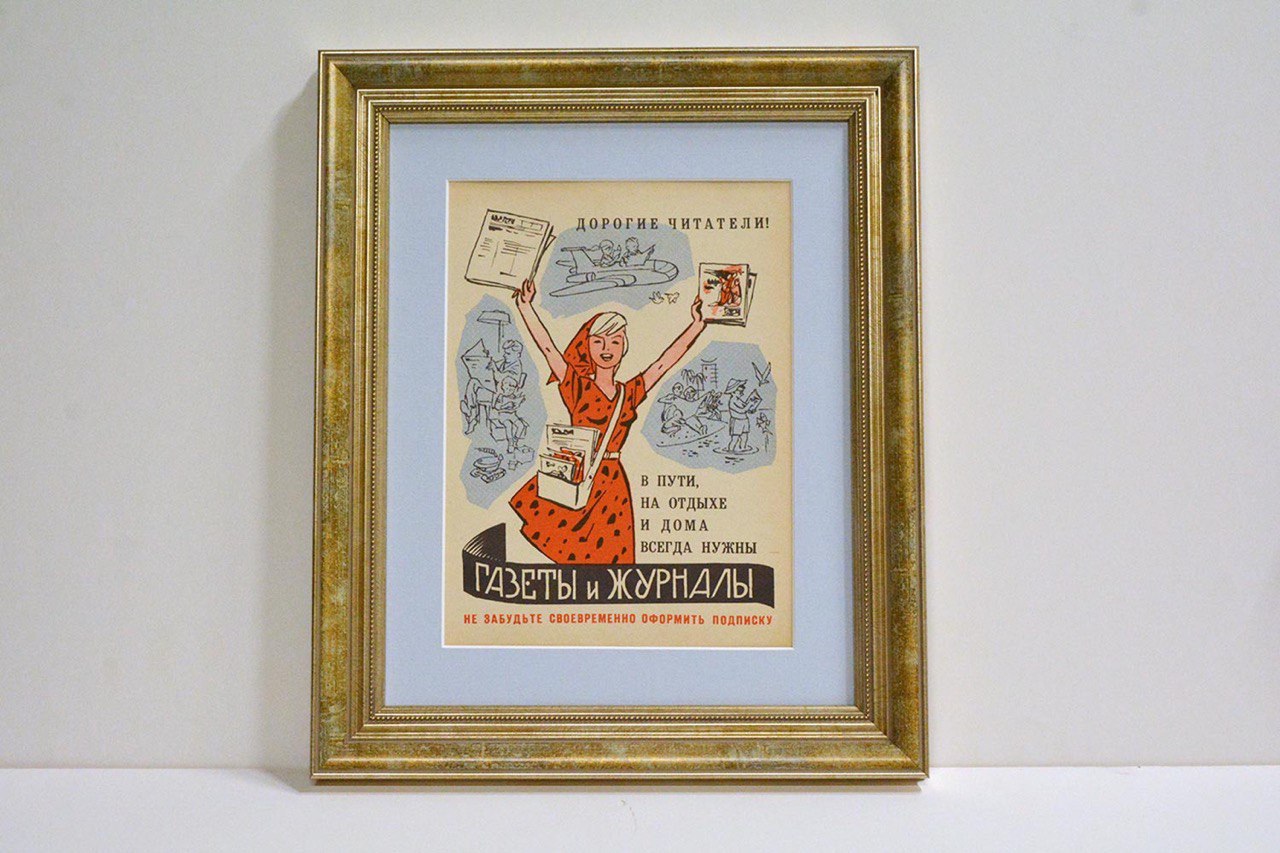 ДОРОГИЕ ЧИТАТЕЛИ!
В ПУТИ,
НА ОТДЫХЕ
И ДОМА
ВСЕГДА НУЖНЫ
ГАЗЕТЫ и ЖУРНАЛЫ
НЕ ЗАБУДЬТЕ СВОЕВРЕМЕННО ОФОРМИТЬ ПОДПИСКУ